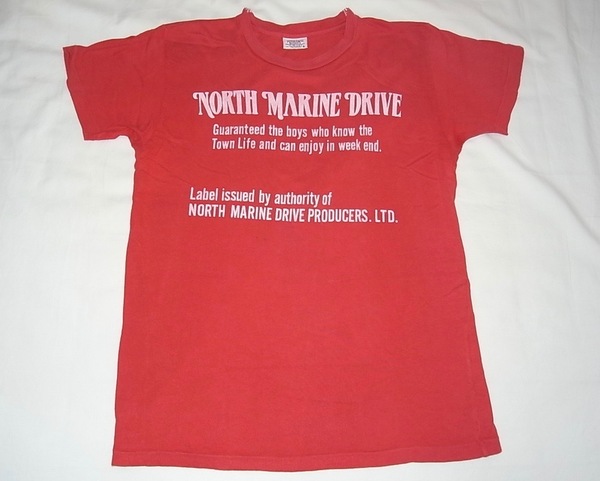 NORTH MARINE DRIVE
Guaranteed the boys who know the
Town Life and can enjoy in week end.
Label issued by authority of
NORTH MARINE DRIVE PRODUCERS. LTD.